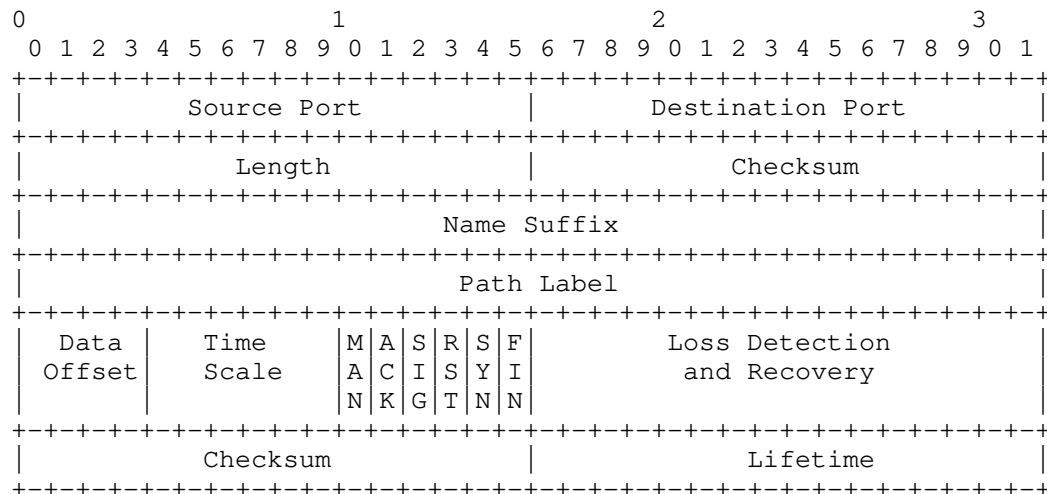 0                   1                   2                   3
 0 1 2 3 4 5 6 7 8 9 0 1 2 3 4 5 6 7 8 9 0 1 2 3 4 5 6 7 8 9 0 1
+-+-+-+-+-+-+-+-+-+-+-+-+-+-+-+-+-+-+-+-+-+-+-+-+-+-+-+-+-+-+-+-+
|          Source Port          |       Destination Port        |
+-+-+-+-+-+-+-+-+-+-+-+-+-+-+-+-+-+-+-+-+-+-+-+-+-+-+-+-+-+-+-+-+
|             Length            |            Checksum           |
+-+-+-+-+-+-+-+-+-+-+-+-+-+-+-+-+-+-+-+-+-+-+-+-+-+-+-+-+-+-+-+-+
|                          Name Suffix                          |
+-+-+-+-+-+-+-+-+-+-+-+-+-+-+-+-+-+-+-+-+-+-+-+-+-+-+-+-+-+-+-+-+
|                           Path Label                          |
+-+-+-+-+-+-+-+-+-+-+-+-+-+-+-+-+-+-+-+-+-+-+-+-+-+-+-+-+-+-+-+-+
|  Data |   Time    |M|A|S|R|S|F|        Loss Detection         |
| Offset|   Scale   |A|C|I|S|Y|I|         and Recovery          |
|       |           |N|K|G|T|N|N|                               |
+-+-+-+-+-+-+-+-+-+-+-+-+-+-+-+-+-+-+-+-+-+-+-+-+-+-+-+-+-+-+-+-+
|           Checksum            |             Lifetime          |
+-+-+-+-+-+-+-+-+-+-+-+-+-+-+-+-+-+-+-+-+-+-+-+-+-+-+-+-+-+-+-+-+